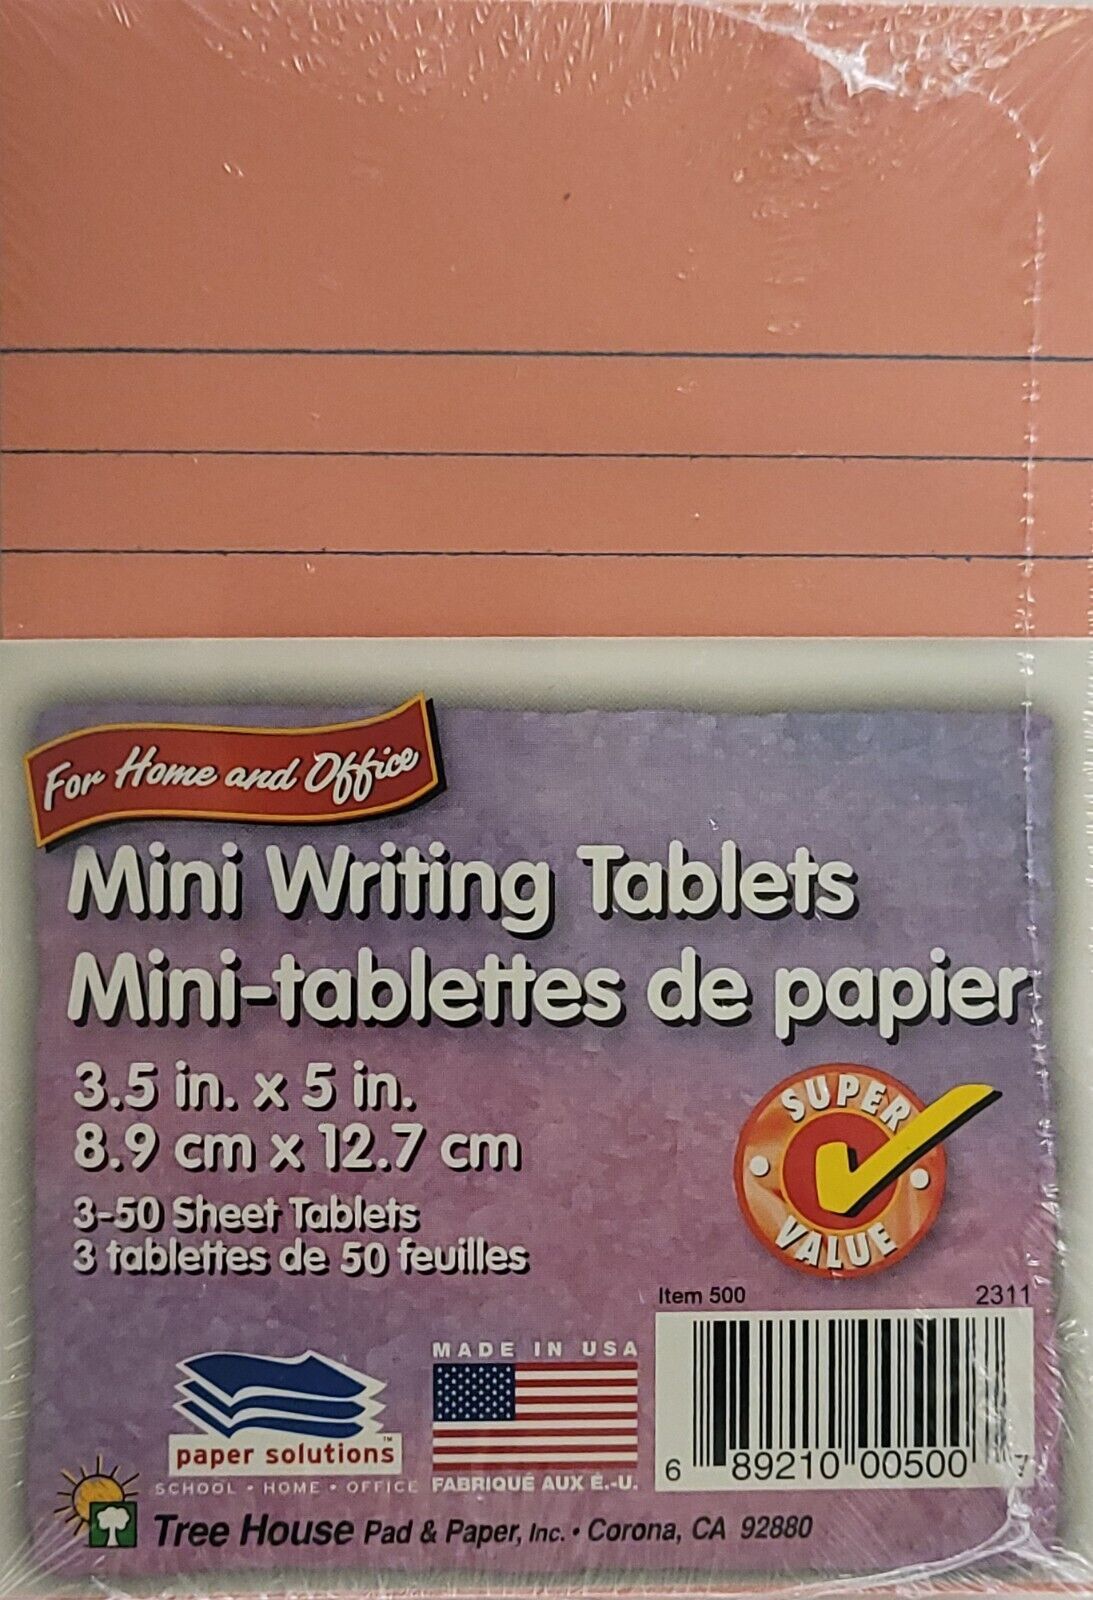 For Home and Office
Mini Writing Tablets
Mini-tablettes de papier
3.5 in. x 5 in.
8.9 cm x 12.7 cm
3-50 Sheet Tablets
3 tablettes de 50 feuilles
SUPER
VALUE
Item 500 2311
MADE IN USA
FABRIQUÉ AUX É.-U.
6 89210 00500 7
paper solutions™
SCHOOL • HOME • OFFICE
Tree House Pad & Paper, Inc. • Corona, CA 92880